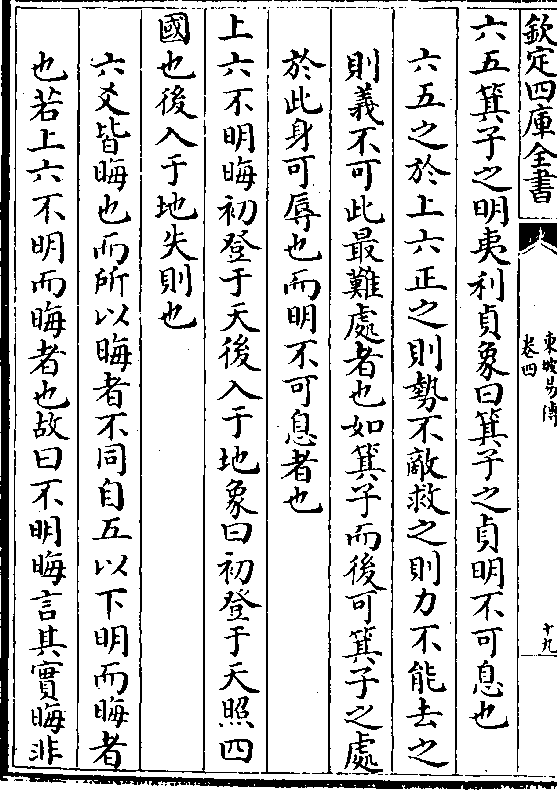 欽定四庫全書
東坡易傳
卷四
十九
六五箕子之明夷利貞象曰箕子之貞明不可息也
六五之於上六正之則勢不敵救之則力不能去之
則義不可此最難處者也如箕子而後可箕子之處
於此身可辱也而明不可息者也
上六不明晦初登于天後入于地象曰初登于天照四
國也後入于地失則也
六爻皆晦也而所以晦者不同自五以下明而晦者
也若上六不明而晦者也故曰不明晦言其實晦非